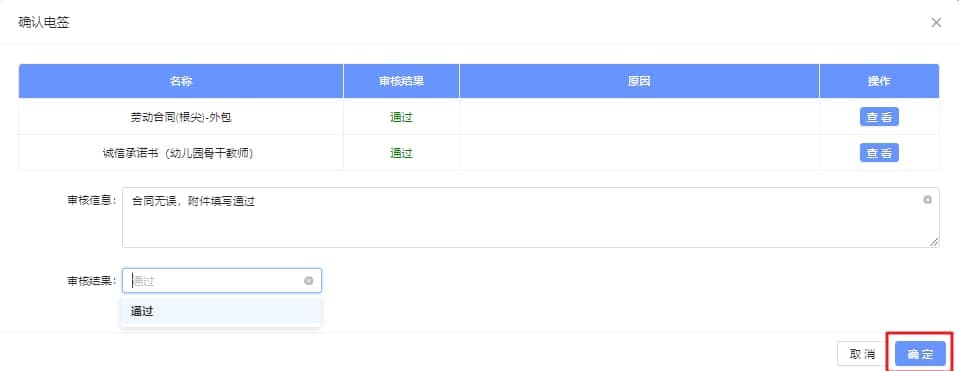 确认电签
名称 审核结果 原因 操作
劳动合同(根尖)-外包 通过 查看
诚信承诺书（幼儿园骨干教师） 通过 查看
审核信息： 合同无误，附件填写通过
审核结果： 通过
通过
取消 确定